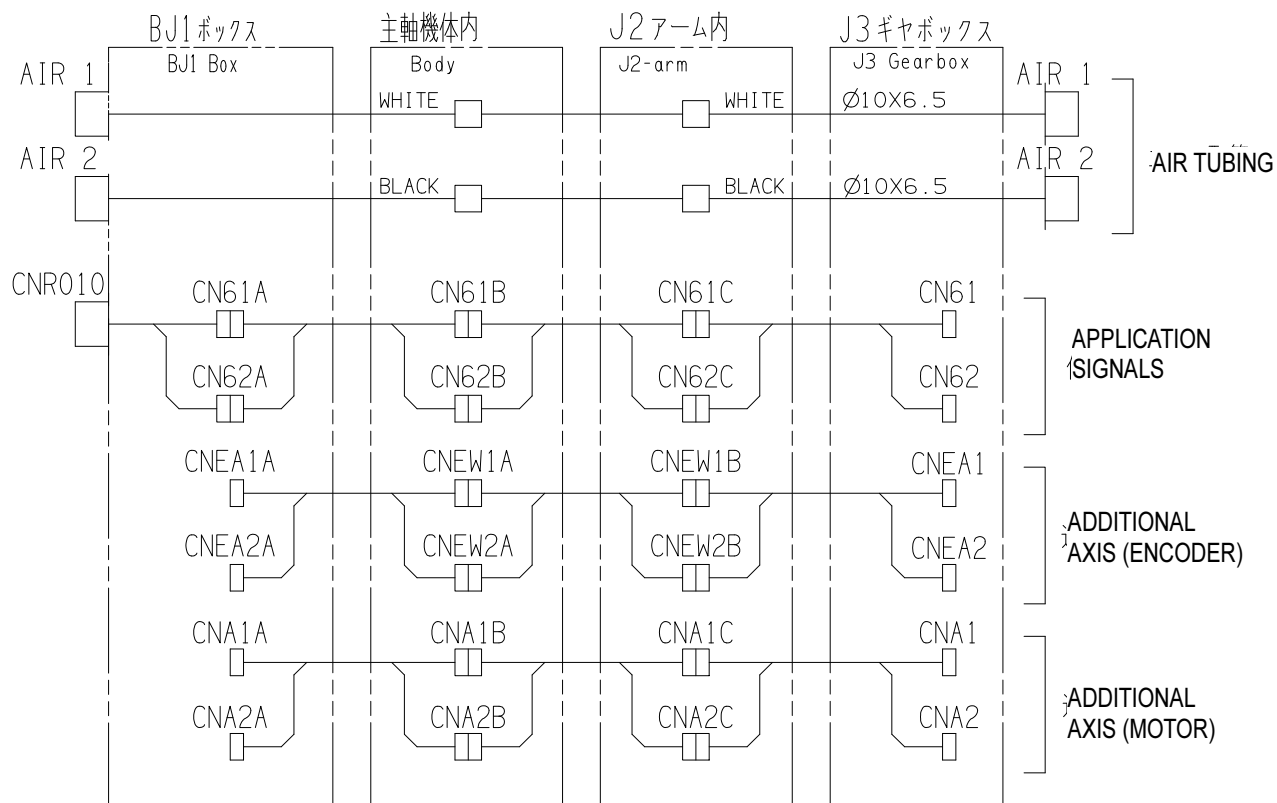 BJ1ボックス
BJ1 Box
主軸機体内
Body
J2アーム内
J2-arm
J3ギヤボックス
J3 Gearbox
AIR 1
WHITE
WHITE
Ø10X6.5
AIR 1
AIR 2
BLACK
BLACK
Ø10X6.5
AIR 2
AIR TUBING
CNR010
CN61A
CN61B
CN61C
CN61
CN62A
CN62B
CN62C
CN62
APPLICATION
SIGNALS
CNEA1A
CNEW1A
CNEW1B
CNEA1
CNEA2A
CNEW2A
CNEW2B
CNEA2
ADDITIONAL
AXIS (ENCODER)
CNA1A
CNA1B
CNA1C
CNA1
CNA2A
CNA2B
CNA2C
CNA2
ADDITIONAL
AXIS (MOTOR)